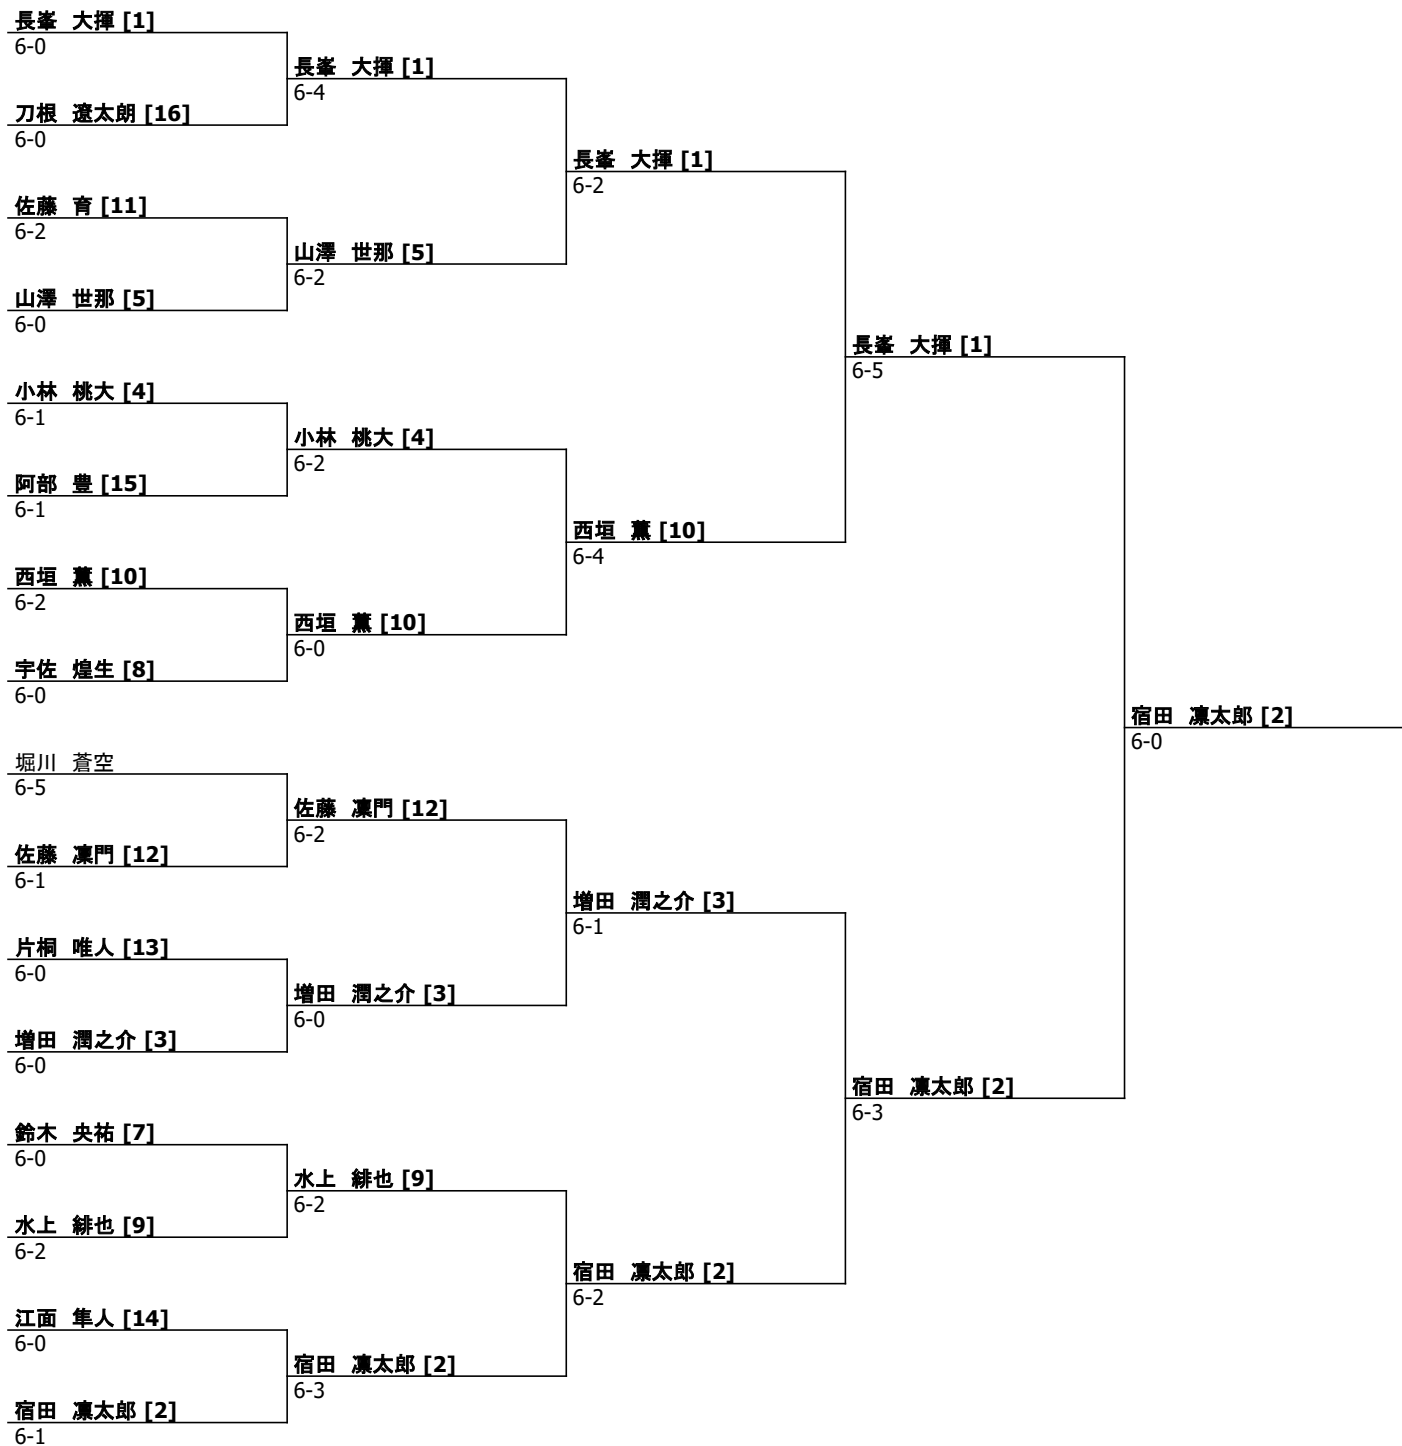 長峯 大揮 [1]
6-0
長峯 大揮 [1]
6-4
刀根 遼太朗 [16]
6-0
長峯 大揮 [1]
6-2
佐藤 育 [11]
6-2
山澤 世那 [5]
6-2
山澤 世那 [5]
6-0
長峯 大揮 [1]
6-5
小林 桃大 [4]
6-1
小林 桃大 [4]
6-2
阿部 豊 [15]
6-1
西垣 薫 [10]
6-4
西垣 薫 [10]
6-2
西垣 薫 [10]
6-0
宇佐 煌生 [8]
6-0
宿田 凛太郎 [2]
6-0
堀川 蒼空
6-5
佐藤 凜門 [12]
6-2
佐藤 凜門 [12]
6-1
増田 潤之介 [3]
6-1
片桐 唯人 [13]
6-0
増田 潤之介 [3]
6-0
増田 潤之介 [3]
6-0
宿田 凛太郎 [2]
6-3
鈴木 央祐 [7]
6-0
水上 緋也 [9]
6-2
水上 緋也 [9]
6-2
宿田 凛太郎 [2]
6-2
江面 隼人 [14]
6-0
宿田 凛太郎 [2]
6-3
宿田 凛太郎 [2]
6-1